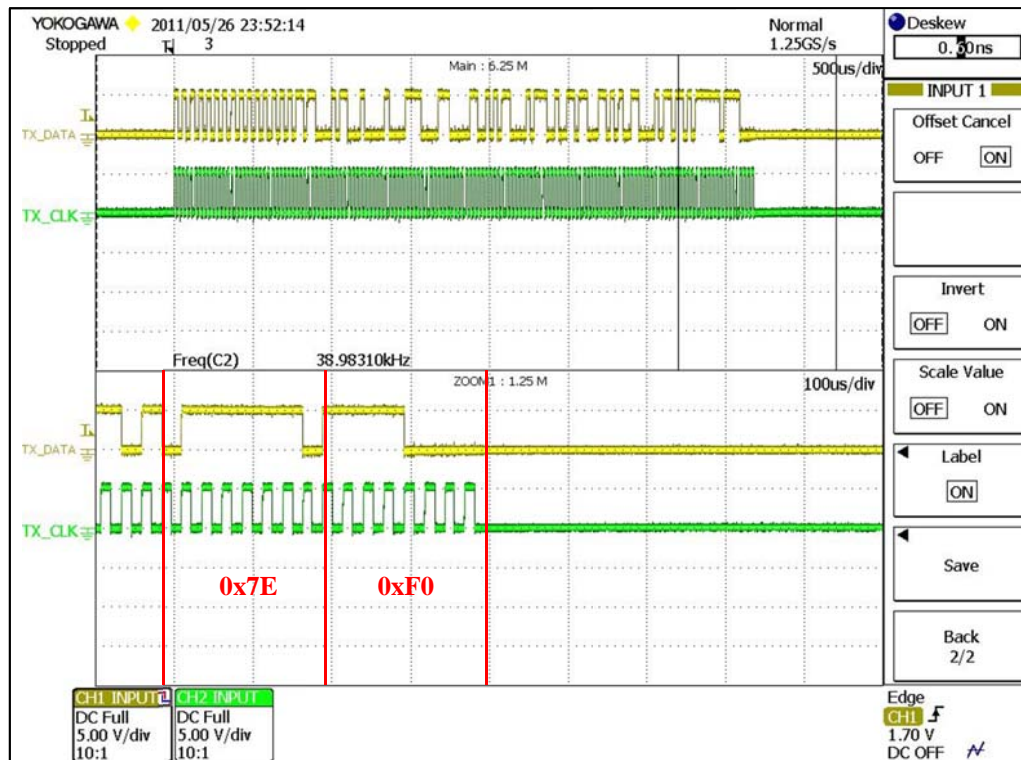 YOKOGAWA 2011/05/26 23:52:14
Stopped 3
Normal
1.25GS/s
Main : 6.25 M
500us/div
TX_DATA
TX_CLK
Freq(C2) 38.98310kHz
ZOOM1 : 1.25 M
100us/div
TX_DATA
TX_CLK
0x7E 0xF0
CH1 INPUT
DC Full
5.00 V/div
10:1
CH2 INPUT
DC Full
5.00 V/div
10:1
Deskew
INPUT 1
Offset Cancel
OFF ON
Invert
OFF ON
Scale Value
OFF ON
Label
ON
Save
Back
2/2
Edge
CH1
1.70 V
DC OFF